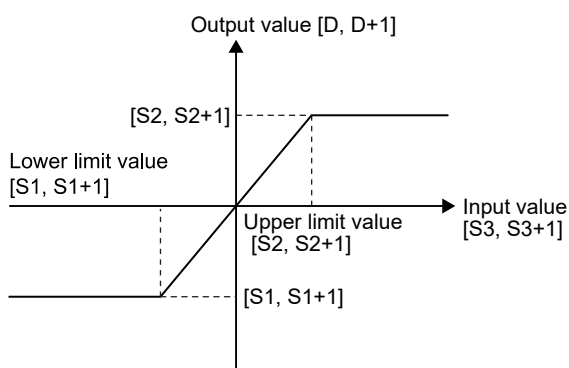 Output value [D, D+1]
[S2, S2+1]
Lower limit value
[S1, S1+1]
Input value
[S3, S3+1]
Upper limit value
[S2, S2+1]
[S1, S1+1]